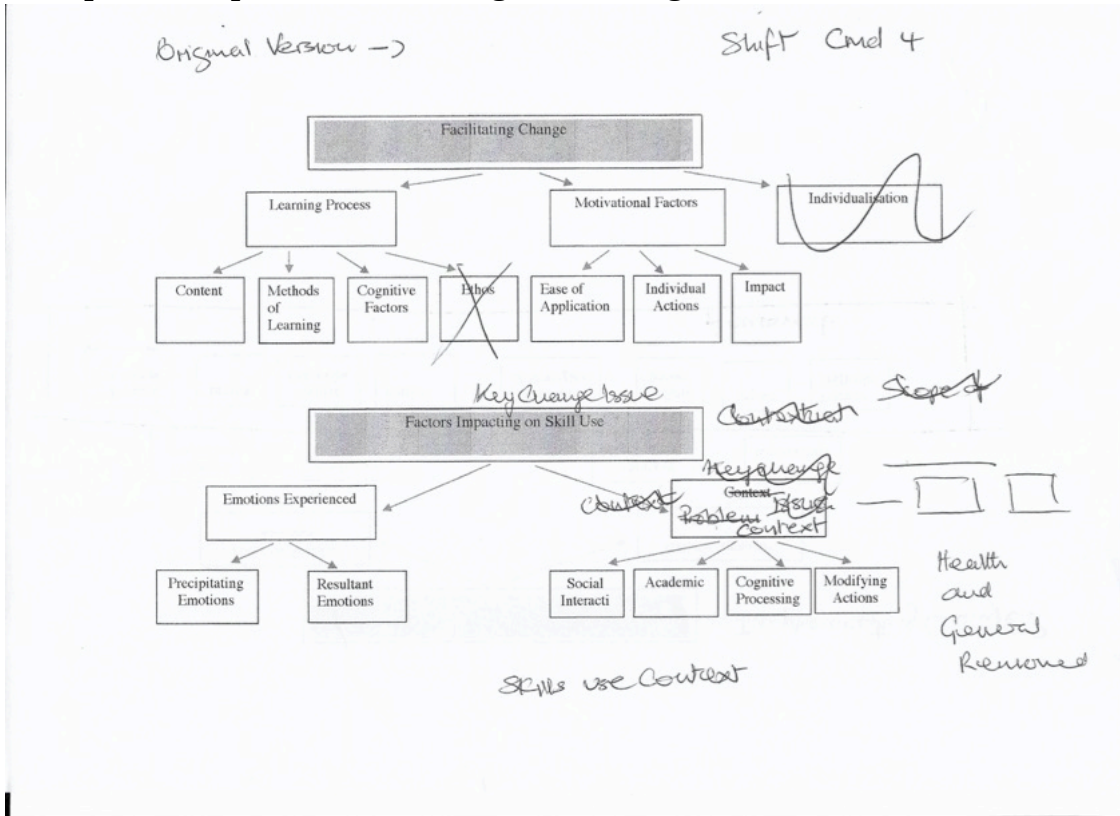 Original Version ->
Shift Cmd 4
Facilitating Change
Learning Process
Motivational Factors
Individualisation
Content
Methods
of
Learning
Cognitive
Factors
Ethos
Ease of
Application
Individual
Actions
Impact
Key Change Issue
Scope of
Context
Factors Impacting on Skill Use
Key change
Emotions Experienced
Context
Context
Problem Issue
Context
Precipitating
Emotions
Resultant
Emotions
Social
Interacti
Academic
Cognitive
Processing
Modifying
Actions
Health
and
General
Removed
Skills use Context